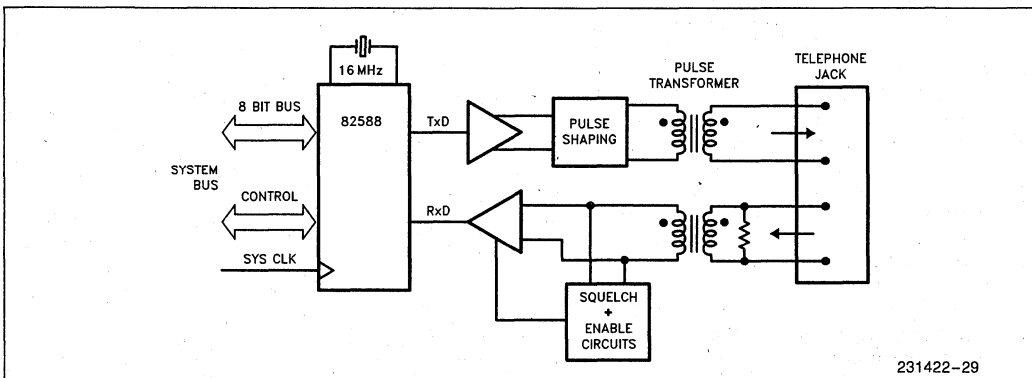 16 MHz
8 BIT BUS
82588
TxD
PULSE
SHAPING
PULSE
TRANSFORMER
TELEPHONE
JACK
SYSTEM
BUS
CONTROL
RxD
SYS CLK
SQUELCH
+
ENABLE
CIRCUITS
231422-29